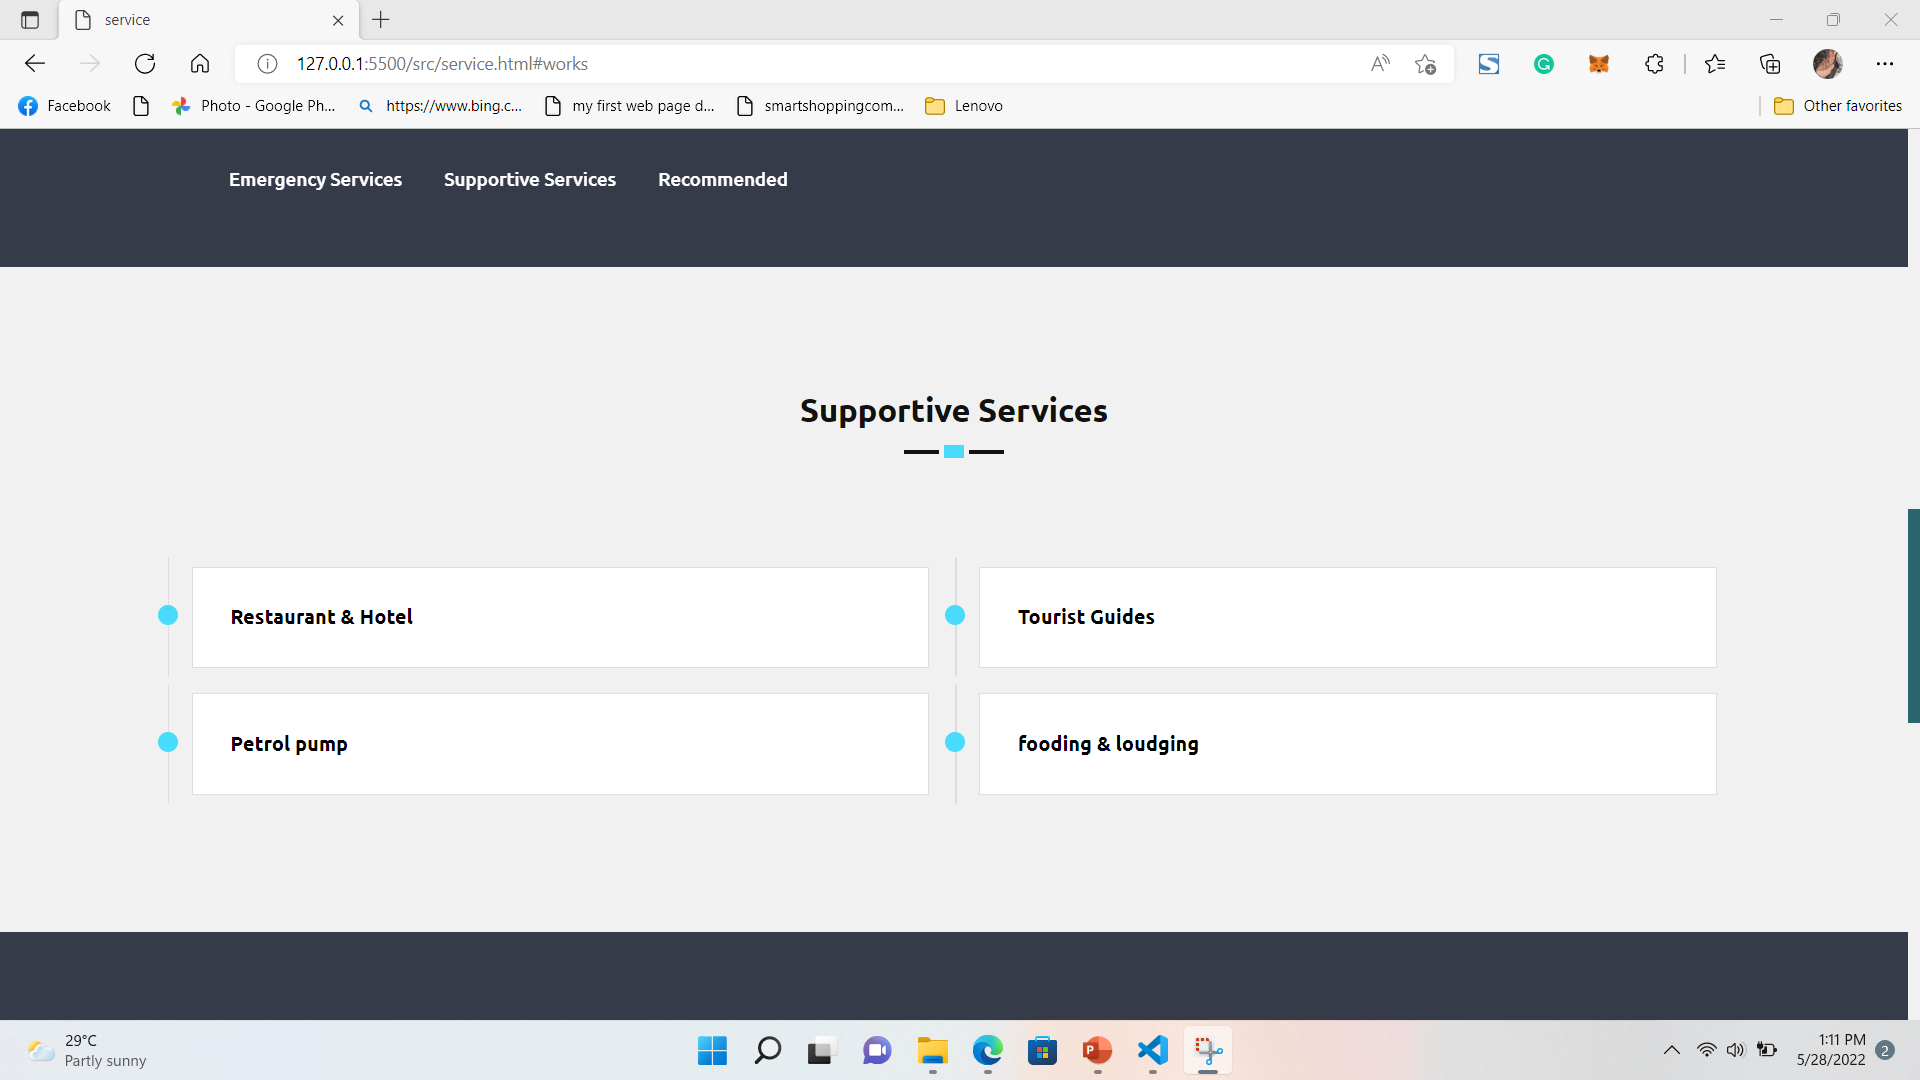 service
127.0.0.1:5500/src/service.html#works
Facebook
Photo - Google Ph...
https://www.bing.c...
my first web page d...
smartshoppingcom...
Lenovo
Other favorites
Emergency Services Supportive Services Recommended
Supportive Services
Restaurant & Hotel
Tourist Guides
Petrol pump
fooding & loudging
29°C
Partly sunny
1:11 PM
5/28/2022
2